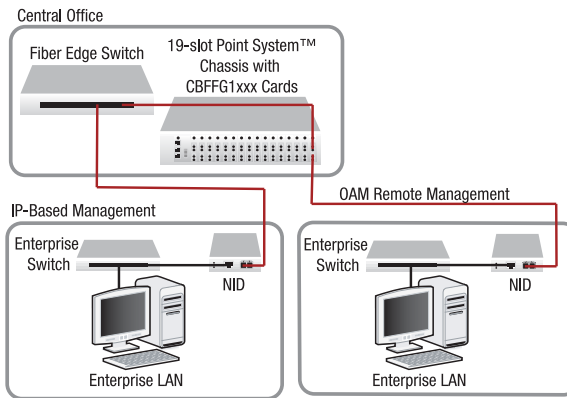 Central Office
Fiber Edge Switch
19-slot Point System™
Chassis with
CBFFG1xxx Cards
OAM Remote Management
IP-Based Management
Enterprise
Switch
NID
Enterprise LAN
Enterprise
Switch
NID
Enterprise LAN